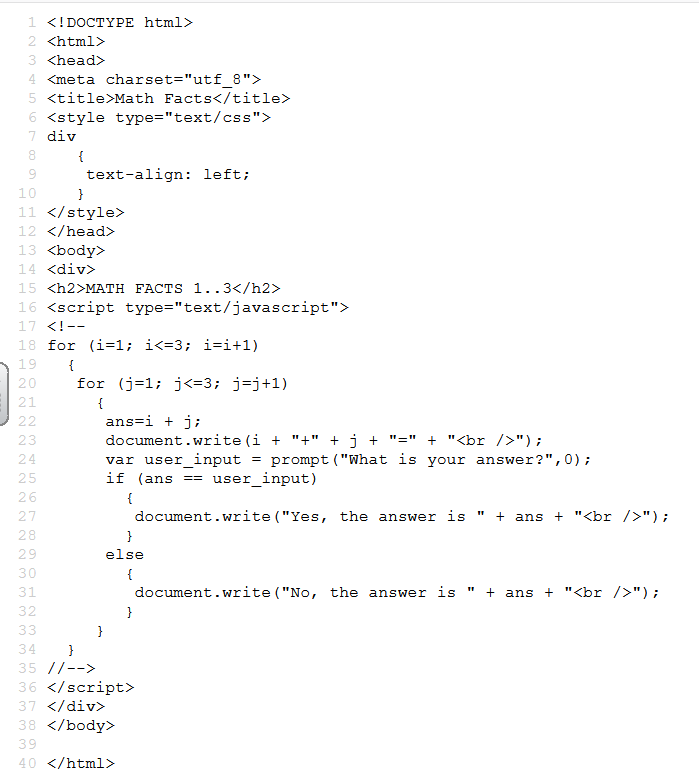 1 <!DOCTYPE html>
2 <html>
3 <head>
4 <meta charset="utf_8">
5 <title>Math Facts</title>
6 <style type="text/css">
7 div
8    {
9     text-align: left;
10    }
11 </style>
12 </head>
13 <body>
14 <div>
15 <h2>MATH FACTS 1..3</h2>
16 <script type="text/javascript">
17 <!--
18 for (i=1; i<=3; i=i+1)
19   {
20    for (j=1; j<=3; j=j+1)
21      {
22       ans=i + j;
23       document.write(i + "+" + j + "=" + "<br />");
24       var user_input = prompt("What is your answer?",0);
25       if (ans == user_input)
26         {
27          document.write("Yes, the answer is " + ans + "<br />");
28         }
29       else
30         {
31          document.write("No, the answer is " + ans + "<br />");
32         }
33      }
34   }
35 //-->
36 </script>
37 </div>
38 </body>
39
40 </html>